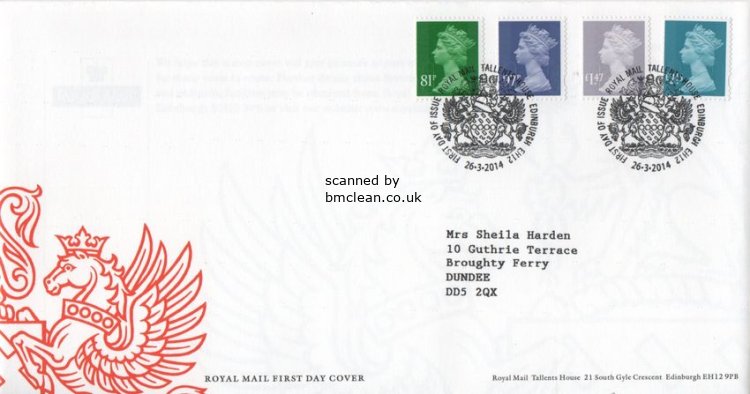 81P
97P
£1.47
FIRST DAY OF ISSUE ROYAL MAIL TALLENTS HOUSE EDINBURGH EH12
26-3-2014
FIRST DAY OF ISSUE ROYAL MAIL TALLENTS HOUSE EDINBURGH EH12
26-3-2014
scanned by
bmclean.co.uk
Mrs Sheila Harden
10 Guthrie Terrace
Broughty Ferry
DUNDEE
DD5 2QX
ROYAL MAIL FIRST DAY COVER
Royal Mail Tallents House 21 South Gyle Crescent Edinburgh EH12 9PB